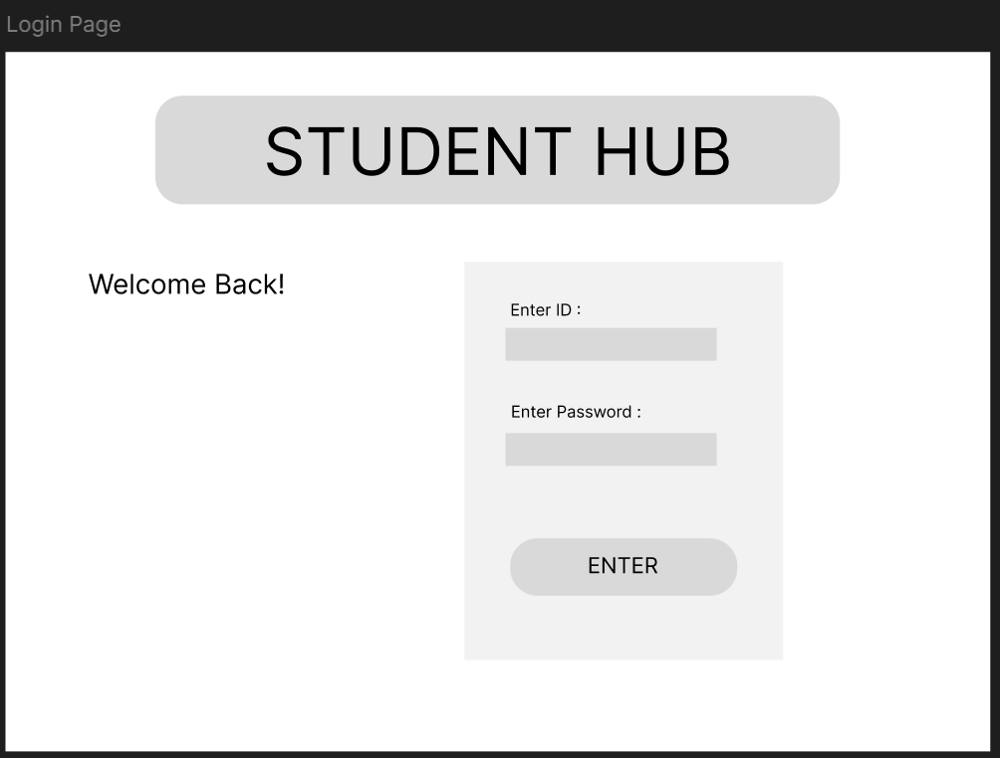 Login Page
STUDENT HUB
Welcome Back!
Enter ID :
Enter Password :
ENTER